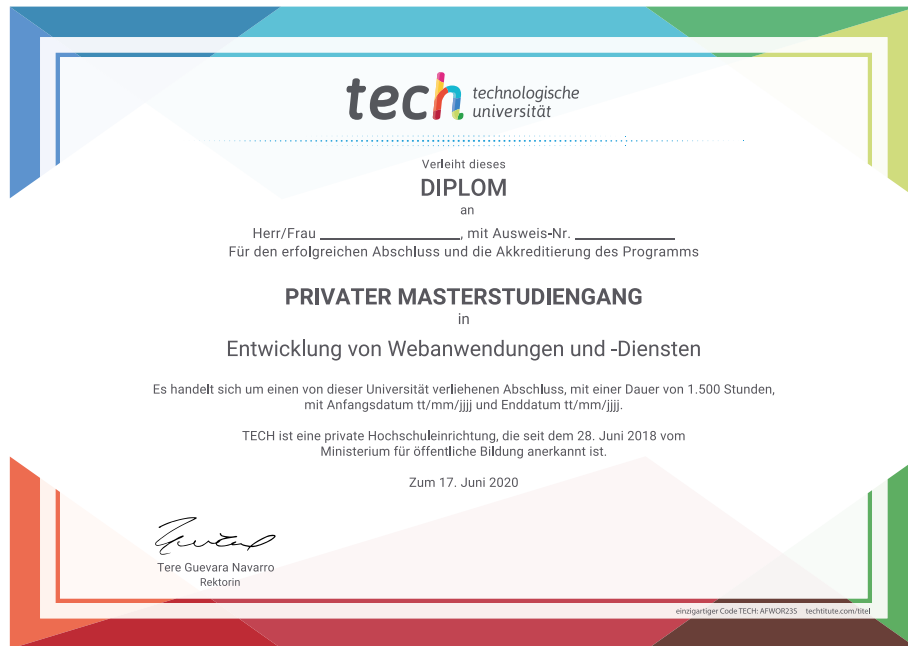 tech technologische
universität
Verleiht dieses
DIPLOM
an
Herr/Frau ____________________, mit Ausweis-Nr. ______________
Für den erfolgreichen Abschluss und die Akkreditierung des Programms
PRIVATER MASTERSTUDIENGANG
in
Entwicklung von Webanwendungen und -Diensten
Es handelt sich um einen von dieser Universität verliehenen Abschluss, mit einer Dauer von 1.500 Stunden,
mit Anfangsdatum tt/mm/jjjj und Enddatum tt/mm/jjjj.
TECH ist eine private Hochschuleinrichtung, die seit dem 28. Juni 2018 vom
Ministerium für öffentliche Bildung anerkannt ist.
Zum 17. Juni 2020
Tere Guevara Navarro
Rektorin
einzigartiger Code TECH: AFWOR235 techtitute.com/titel